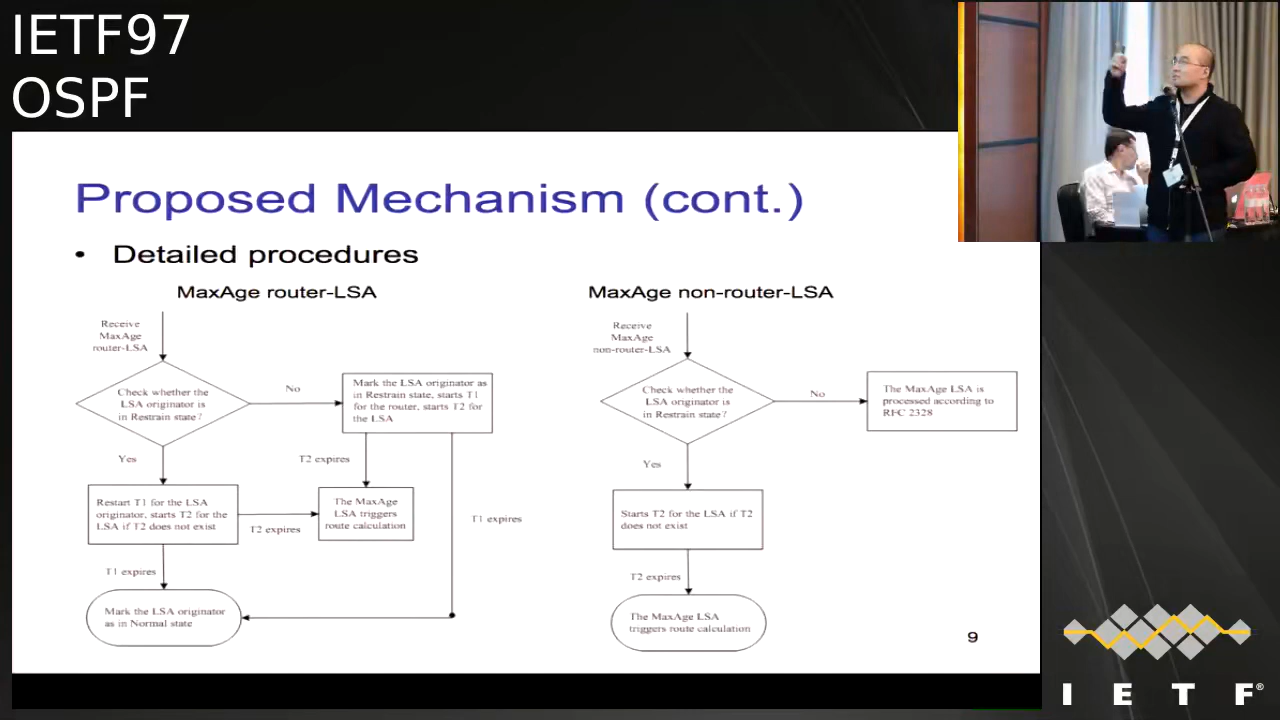 IETF97
OSPF
Proposed Mechanism (cont.)
• Detailed procedures
MaxAge router-LSA
MaxAge non-router-LSA
Receive
MaxAge
router-LSA
Check whether the
LSA originator is
in Restrain state?
No
Mark the LSA originator as
in Restrain state, starts T1
for the router, starts T2 for
the LSA
Yes
T2 expires
Restart T1 for the LSA
originator, starts T2 for the
LSA if T2 does not exist
T2 expires
The MaxAge
LSA triggers
route calculation
T1 expires
T1 expires
Mark the LSA originator
as in Normal state
Receive
MaxAge
non-router-LSA
Check whether the
LSA originator is
in Restrain state?
No
The MaxAge LSA is
processed according to
RFC 2328
Yes
Starts T2 for the LSA if T2
does not exist
T2 expires
The MaxAge LSA
triggers route calculation
9
I E T F®